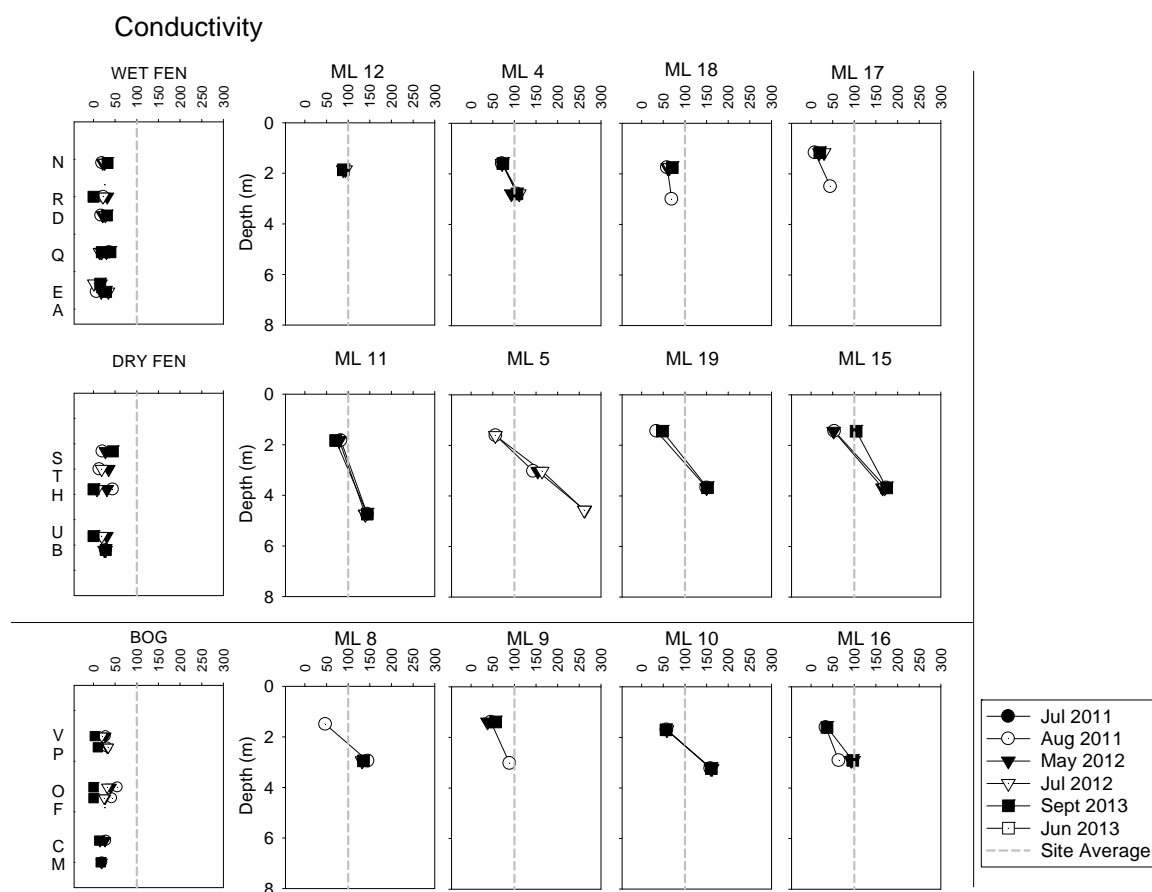 Conductivity
WET FEN
ML 12
ML 4
ML 18
ML 17
0 50 100 150 200 250 300
0 50 100 150 200 250 300
0 50 100 150 200 250 300
0 50 100 150 200 250 300
0 50 100 150 200 250 300
N
R
D
Q
E
A
Depth (m)
0
2
4
6
8
DRY FEN
ML 11
ML 5
ML 19
ML 15
S
T
H
U
B
Depth (m)
0
2
4
6
8
BOG
ML 8
ML 9
ML 10
ML 16
0 50 100 150 200 250 300
0 50 100 150 200 250 300
0 50 100 150 200 250 300
0 50 100 150 200 250 300
0 50 100 150 200 250 300
V
P
O
F
C
M
Depth (m)
0
2
4
6
8
Jul 2011
Aug 2011
May 2012
Jul 2012
Sept 2013
Jun 2013
Site Average